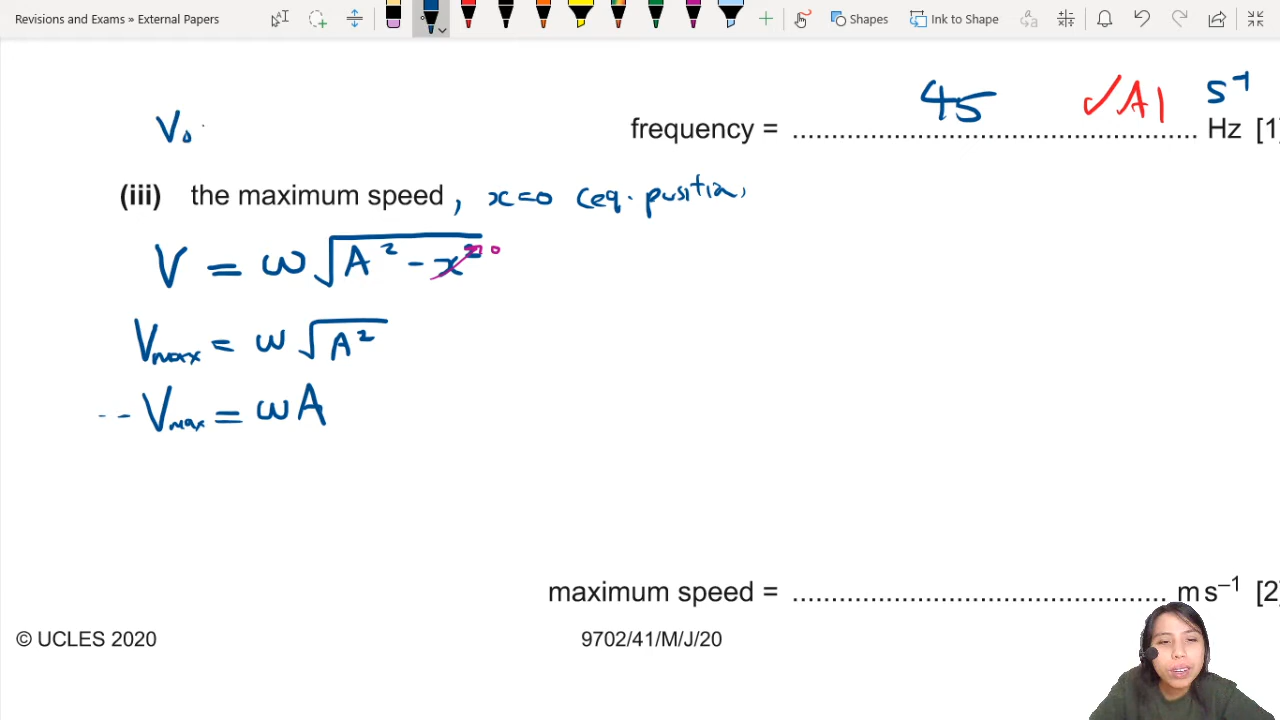 Revisions and Exams » External Papers
Shapes
Ink to Shape
45 ✓A1 s⁻¹
V₀
frequency = .................................................. Hz [1]
(iii) the maximum speed, x=0 (eq. position,
V = ω√A² - x² 0
Vmax = ω√A²
-- Vmax = ωA
maximum speed = .................................................. m s⁻¹ [2]
© UCLES 2020
9702/41/M/J/20